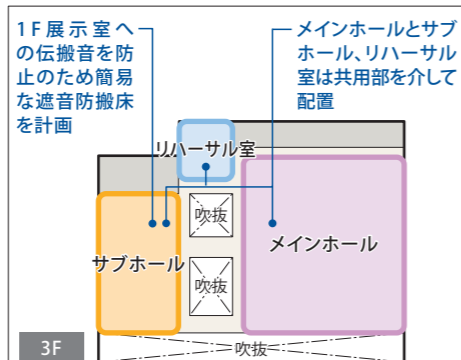 1F展示室へ
の伝搬音を防
止のため簡易
な遮音防搬床
を計画
メインホールとサブ
ホール、リハーサル
室は共用部を介して
配置
リハーサル室
吹抜
メインホール
サブホール
吹抜
3F
吹抜